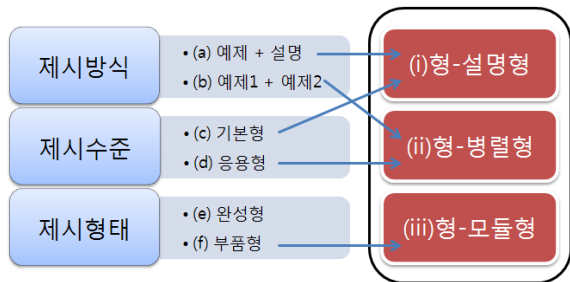 제시방식
• (a) 예제 + 설명
• (b) 예제1 + 예제2
(i)형-설명형
제시수준
• (c) 기본형
• (d) 응용형
(ii)형-병렬형
제시형태
• (e) 완성형
• (f) 부품형
(iii)형-모듈형